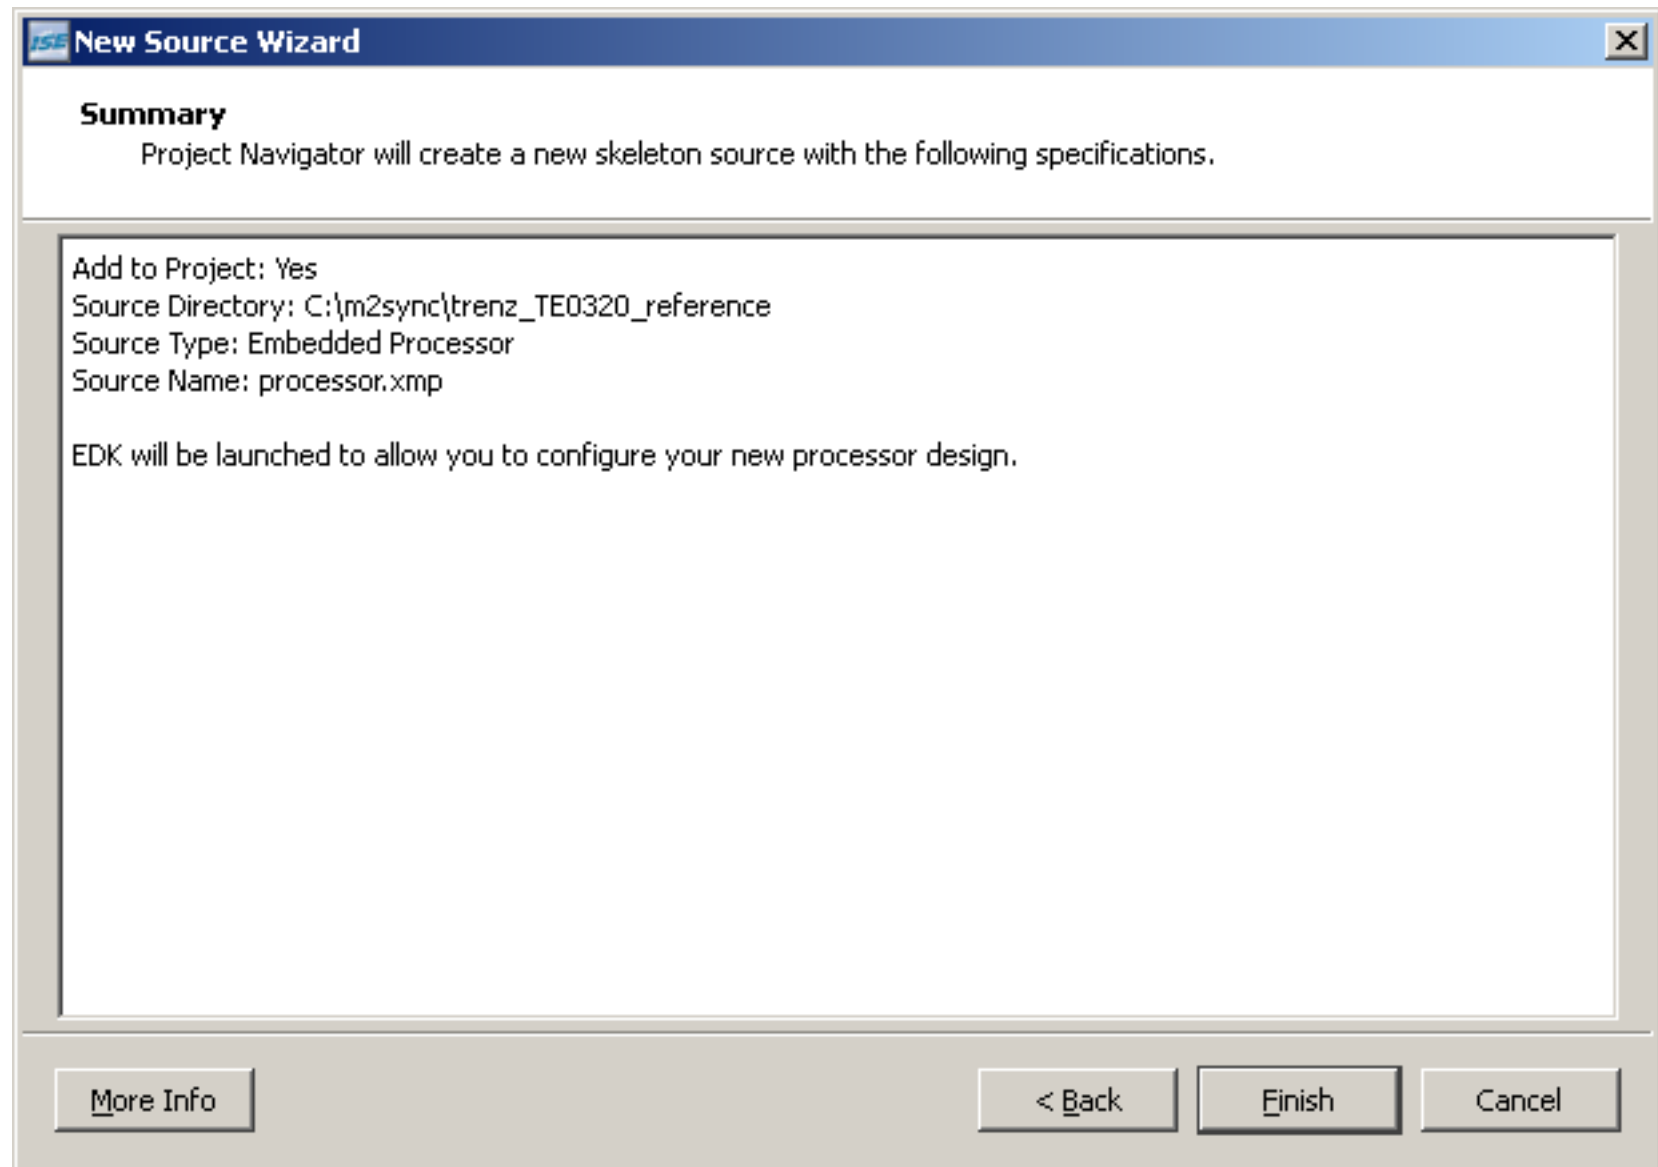 ISE New Source Wizard
Summary
Project Navigator will create a new skeleton source with the following specifications.
Add to Project: Yes
Source Directory: C:\m2sync\trenz_TE0320_reference
Source Type: Embedded Processor
Source Name: processor.xmp
EDK will be launched to allow you to configure your new processor design.
More Info
< Back
Finish
Cancel